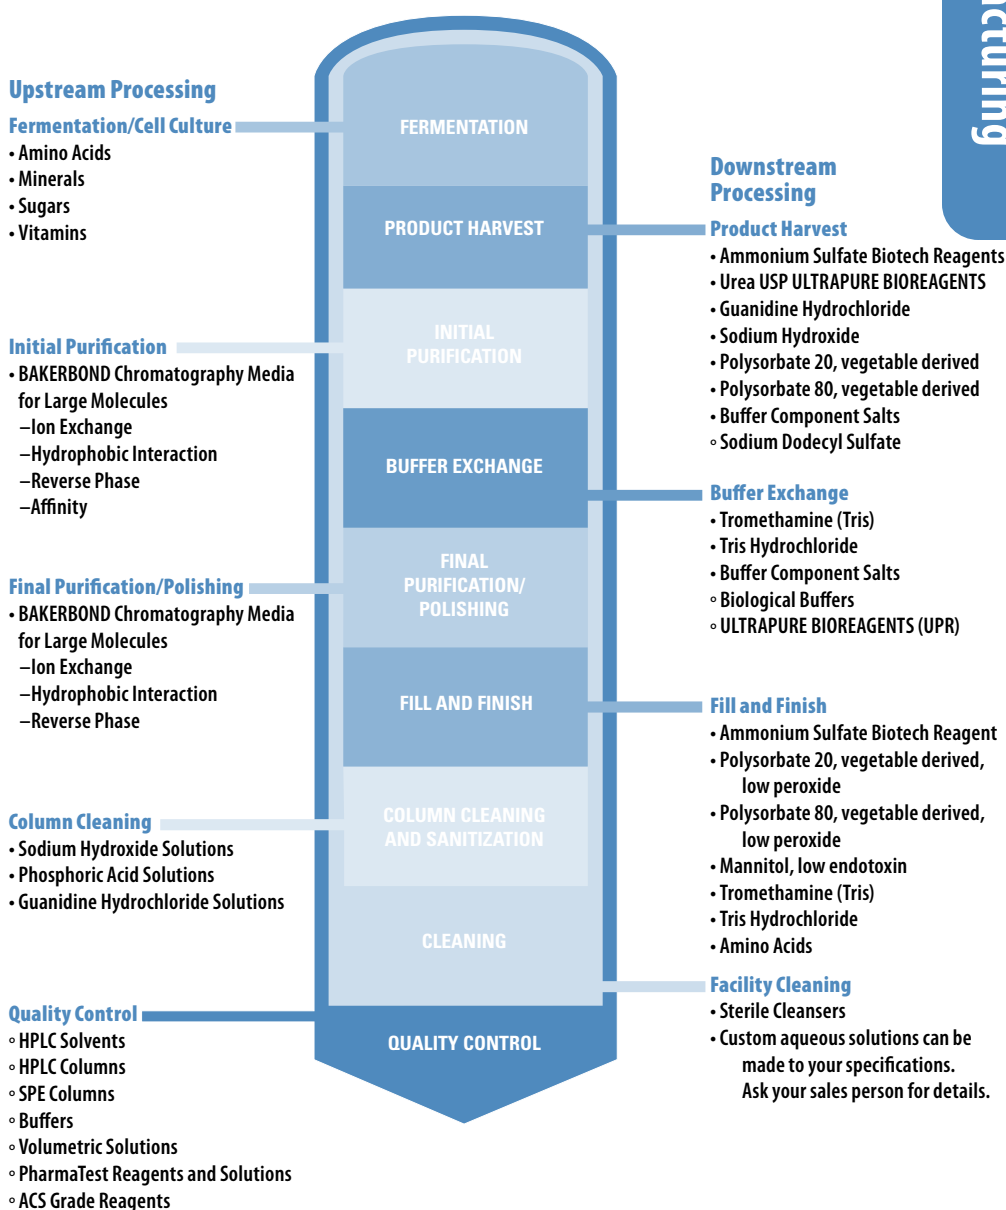 cturing
Upstream Processing
Fermentation/Cell Culture
• Amino Acids
• Minerals
• Sugars
• Vitamins
Initial Purification
• BAKERBOND Chromatography Media
for Large Molecules
–Ion Exchange
–Hydrophobic Interaction
–Reverse Phase
–Affinity
Final Purification/Polishing
• BAKERBOND Chromatography Media
for Large Molecules
–Ion Exchange
–Hydrophobic Interaction
–Reverse Phase
Column Cleaning
• Sodium Hydroxide Solutions
• Phosphoric Acid Solutions
• Guanidine Hydrochloride Solutions
Quality Control
◦ HPLC Solvents
◦ HPLC Columns
◦ SPE Columns
◦ Buffers
◦ Volumetric Solutions
◦ PharmaTest Reagents and Solutions
◦ ACS Grade Reagents
FERMENTATION
PRODUCT HARVEST
INITIAL
PURIFICATION
BUFFER EXCHANGE
FINAL
PURIFICATION/
POLISHING
FILL AND FINISH
COLUMN CLEANING
AND SANITIZATION
CLEANING
QUALITY CONTROL
Downstream
Processing
Product Harvest
• Ammonium Sulfate Biotech Reagents
• Urea USP ULTRAPURE BIOREAGENTS
• Guanidine Hydrochloride
• Sodium Hydroxide
• Polysorbate 20, vegetable derived
• Polysorbate 80, vegetable derived
• Buffer Component Salts
◦ Sodium Dodecyl Sulfate
Buffer Exchange
• Tromethamine (Tris)
• Tris Hydrochloride
• Buffer Component Salts
◦ Biological Buffers
◦ ULTRAPURE BIOREAGENTS (UPR)
Fill and Finish
• Ammonium Sulfate Biotech Reagent
• Polysorbate 20, vegetable derived,
low peroxide
• Polysorbate 80, vegetable derived,
low peroxide
• Mannitol, low endotoxin
• Tromethamine (Tris)
• Tris Hydrochloride
• Amino Acids
Facility Cleaning
• Sterile Cleansers
• Custom aqueous solutions can be
made to your specifications.
Ask your sales person for details.